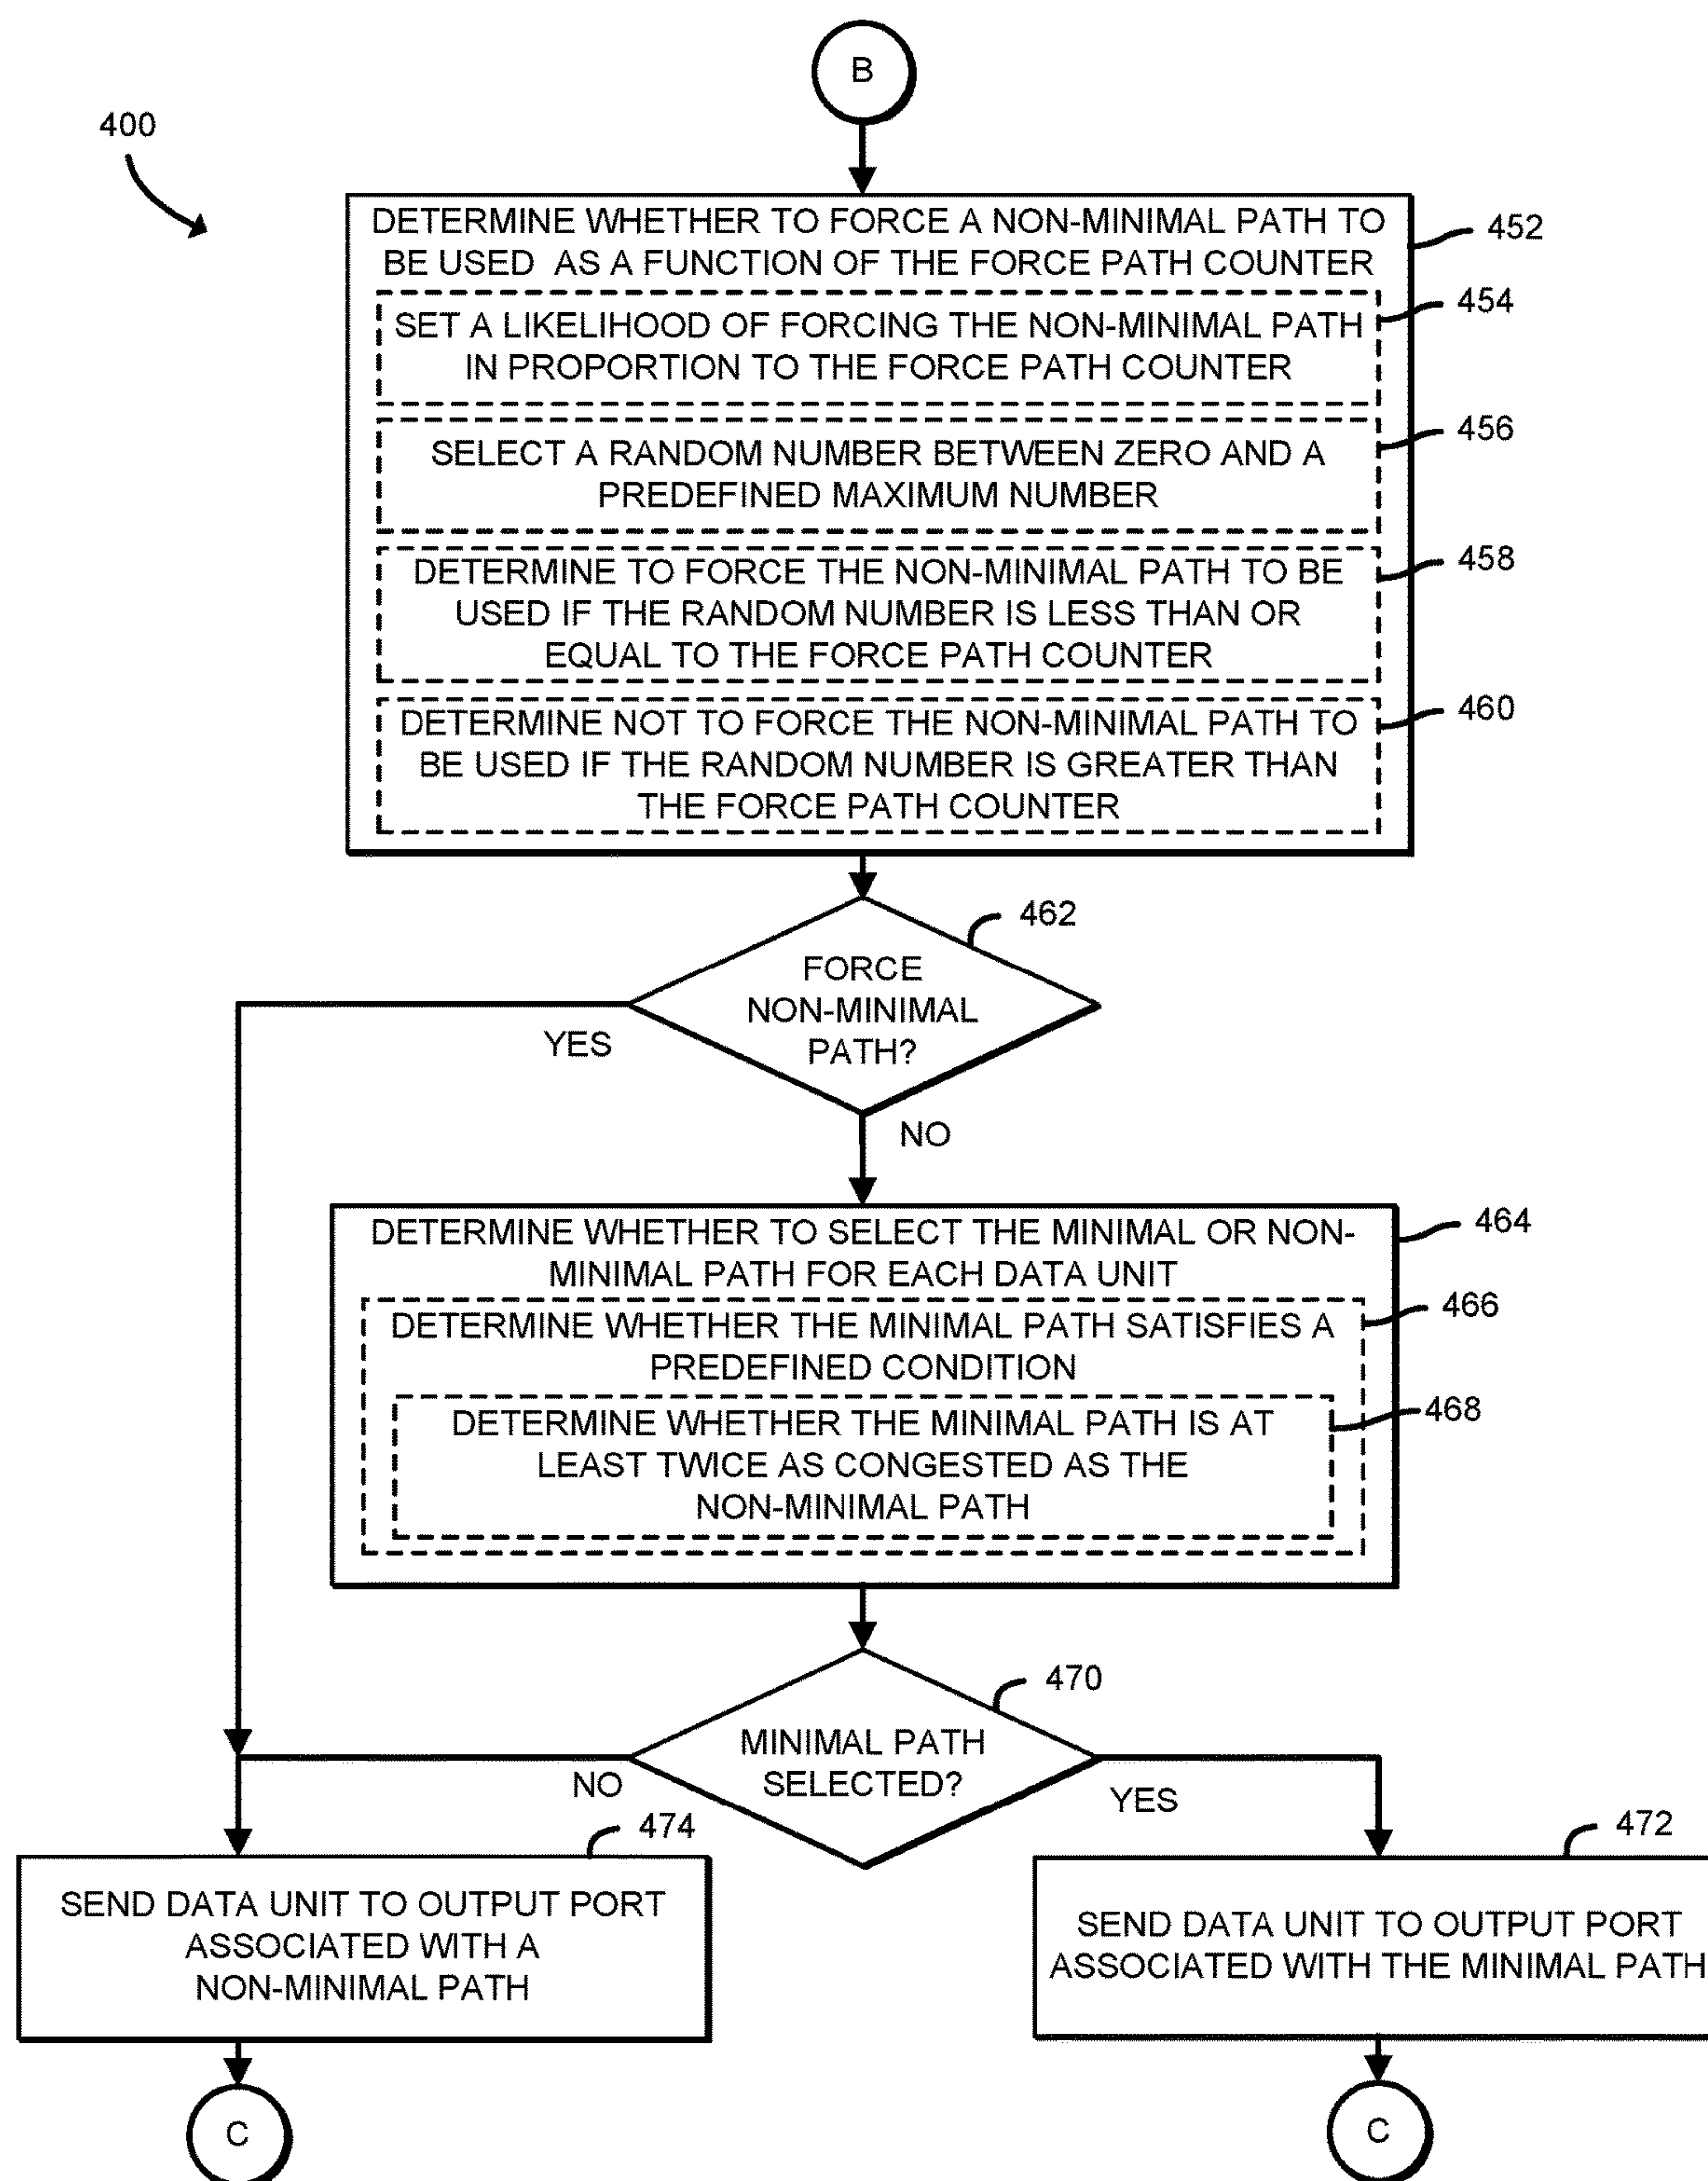 B
400
DETERMINE WHETHER TO FORCE A NON-MINIMAL PATH TO
BE USED AS A FUNCTION OF THE FORCE PATH COUNTER
452
SET A LIKELIHOOD OF FORCING THE NON-MINIMAL PATH
IN PROPORTION TO THE FORCE PATH COUNTER
454
SELECT A RANDOM NUMBER BETWEEN ZERO AND A
PREDEFINED MAXIMUM NUMBER
456
DETERMINE TO FORCE THE NON-MINIMAL PATH TO BE
USED IF THE RANDOM NUMBER IS LESS THAN OR
EQUAL TO THE FORCE PATH COUNTER
458
DETERMINE NOT TO FORCE THE NON-MINIMAL PATH TO
BE USED IF THE RANDOM NUMBER IS GREATER THAN
THE FORCE PATH COUNTER
460
462
FORCE
NON-MINIMAL
PATH?
YES
NO
DETERMINE WHETHER TO SELECT THE MINIMAL OR NON-
MINIMAL PATH FOR EACH DATA UNIT
464
DETERMINE WHETHER THE MINIMAL PATH SATISFIES A
PREDEFINED CONDITION
466
DETERMINE WHETHER THE MINIMAL PATH IS AT
LEAST TWICE AS CONGESTED AS THE
NON-MINIMAL PATH
468
470
MINIMAL PATH
SELECTED?
NO
YES
474
SEND DATA UNIT TO OUTPUT PORT
ASSOCIATED WITH A
NON-MINIMAL PATH
472
SEND DATA UNIT TO OUTPUT PORT
ASSOCIATED WITH THE MINIMAL PATH
C
C